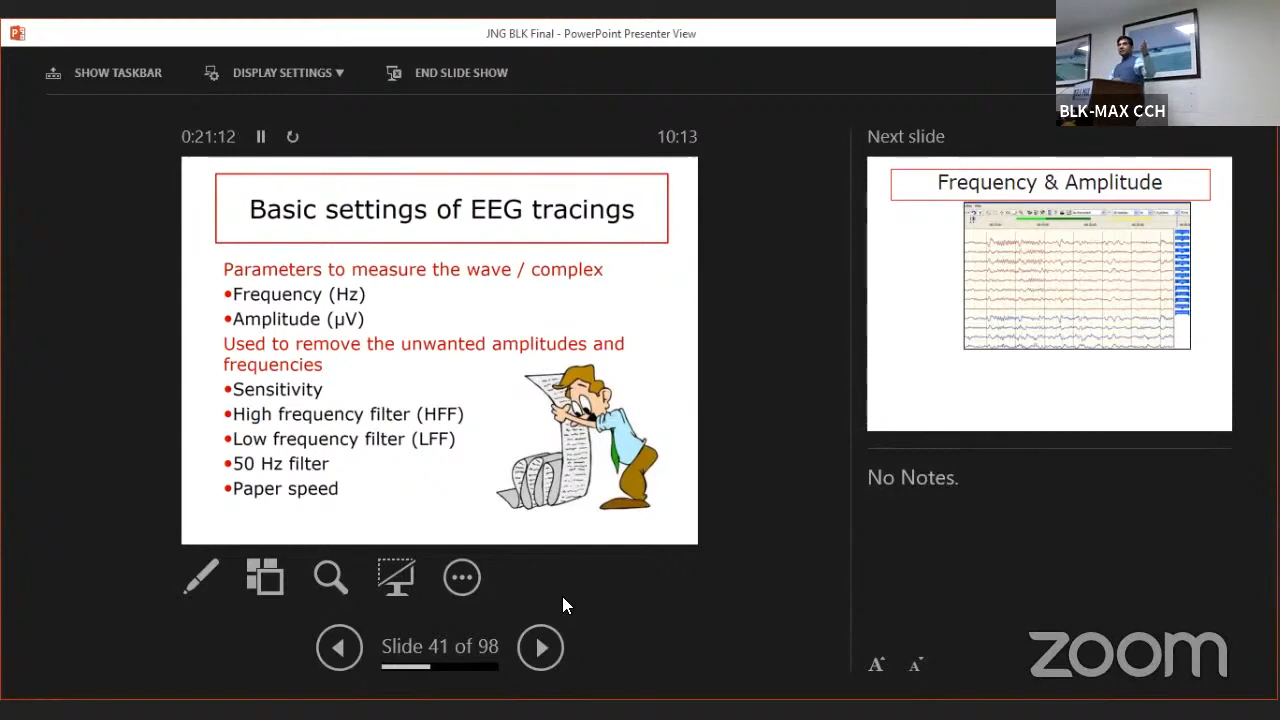 JNG BLK Final - PowerPoint Presenter View
SHOW TASKBAR
DISPLAY SETTINGS ▼
END SLIDE SHOW
BLK-MAX CCH
0:21:12
10:13
Basic settings of EEG tracings
Parameters to measure the wave / complex
•Frequency (Hz)
•Amplitude (µV)
Used to remove the unwanted amplitudes and
frequencies
•Sensitivity
•High frequency filter (HFF)
•Low frequency filter (LFF)
•50 Hz filter
•Paper speed
Slide 41 of 98
Next slide
Frequency & Amplitude
No Notes.
A A
zoom